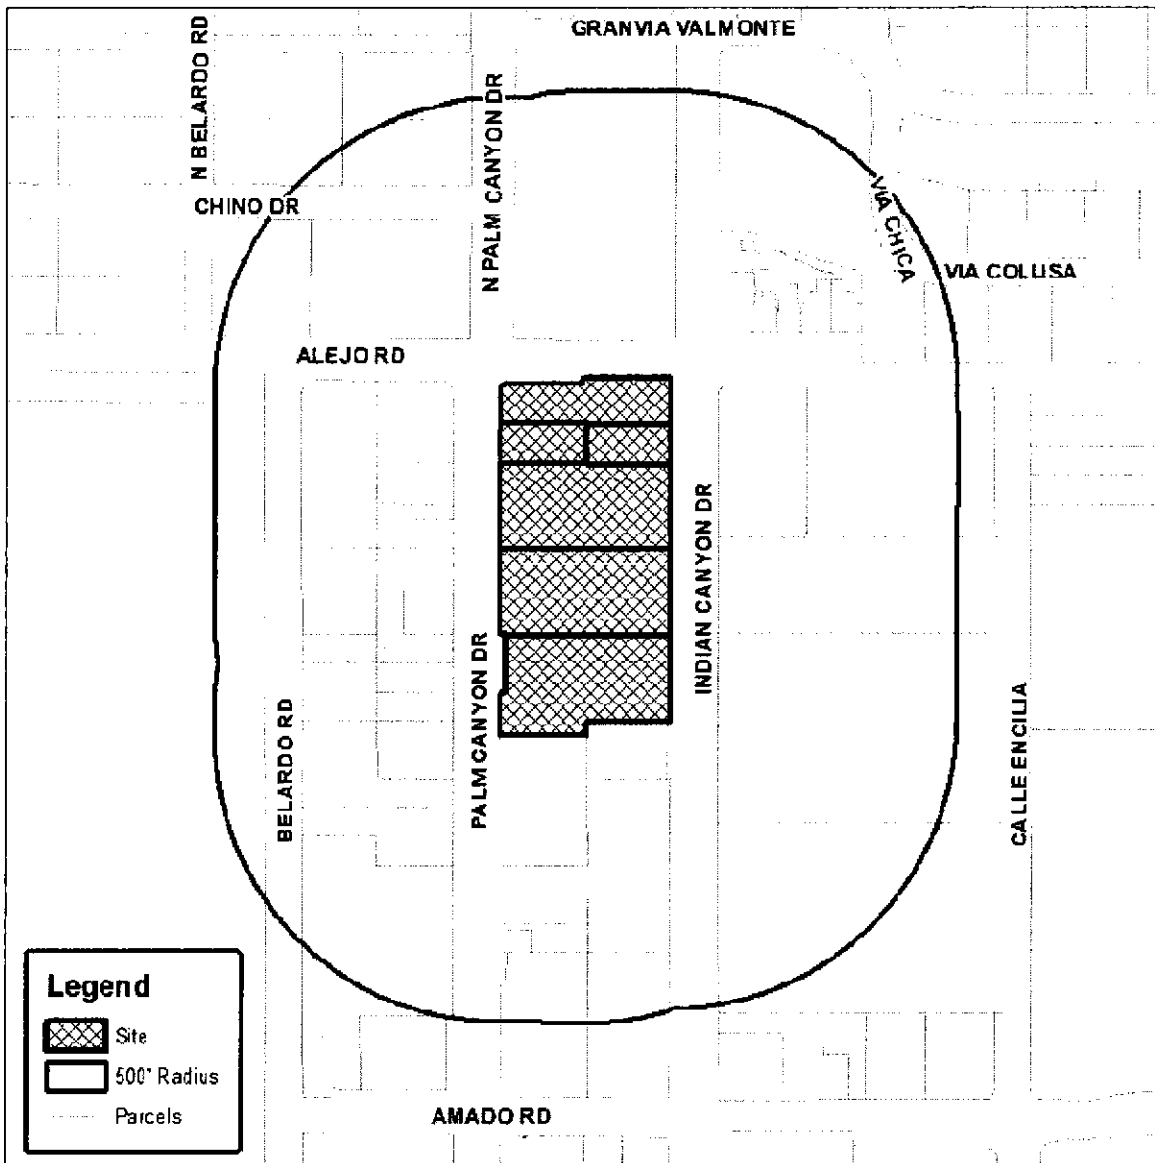 GRANVIA VALMONTE
N BELARDO RD
N PALM CANYON DR
CHINO DR
VIA CHICA
VIA COLUSA
ALEJO RD
INDIAN CANYON DR
PALM CANYON DR
BELARDO RD
CALLE ENCILIA
Legend
Site
500' Radius
Parcels
AMADO RD